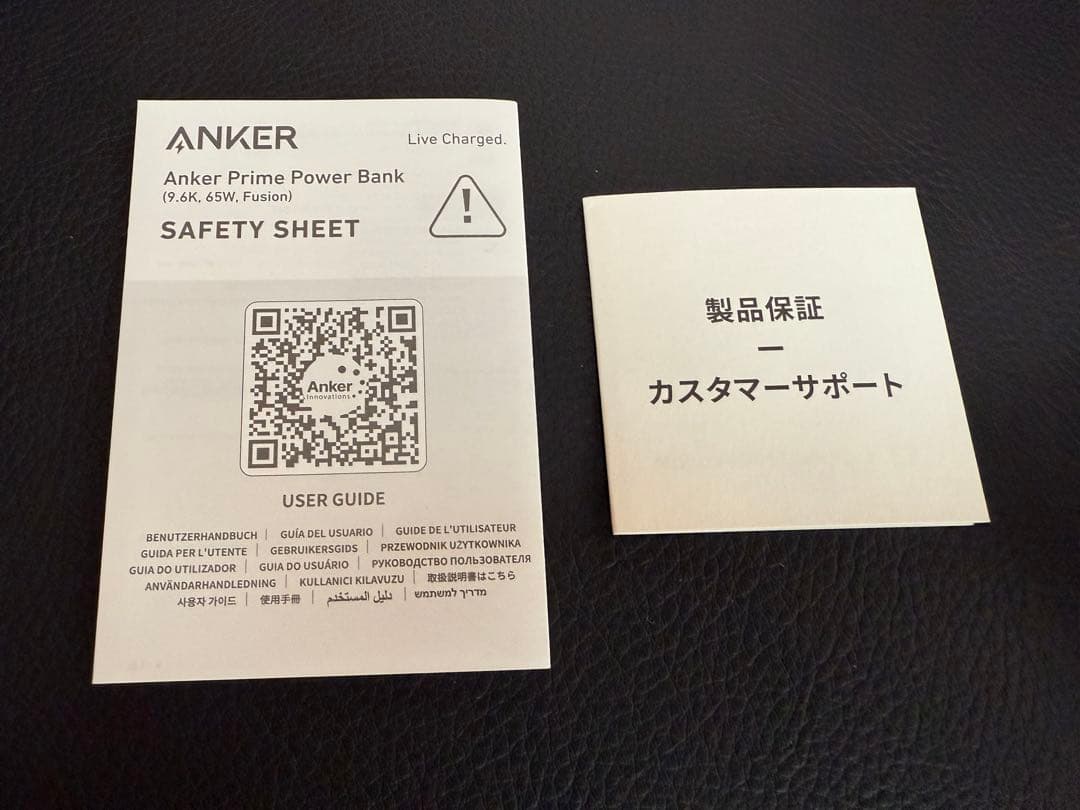 ANKER
Live Charged.
Anker Prime Power Bank
(9.6K, 65W, Fusion)
SAFETY SHEET
Anker
Innovations
USER GUIDE
BENUTZERHANDBUCH | GUÍA DEL USUARIO | GUIDE DE L'UTILISATEUR
GUIDA PER L'UTENTE | GEBRUIKERSGIDS | PRZEWODNIK UŻYTKOWNIKA
GUIA DO UTILIZADOR | GUIA DO USUÁRIO | РУКОВОДСТВО ПОЛЬЗОВАТЕЛЯ
ANVÄNDARHANDLEDNING | KULLANICI KILAVUZU | 取扱説明書はこちら
사용자 가이드 | 使用手冊 | دليل المستخدم | מדריך למשתמש
製品保証
ー
カスタマーサポート